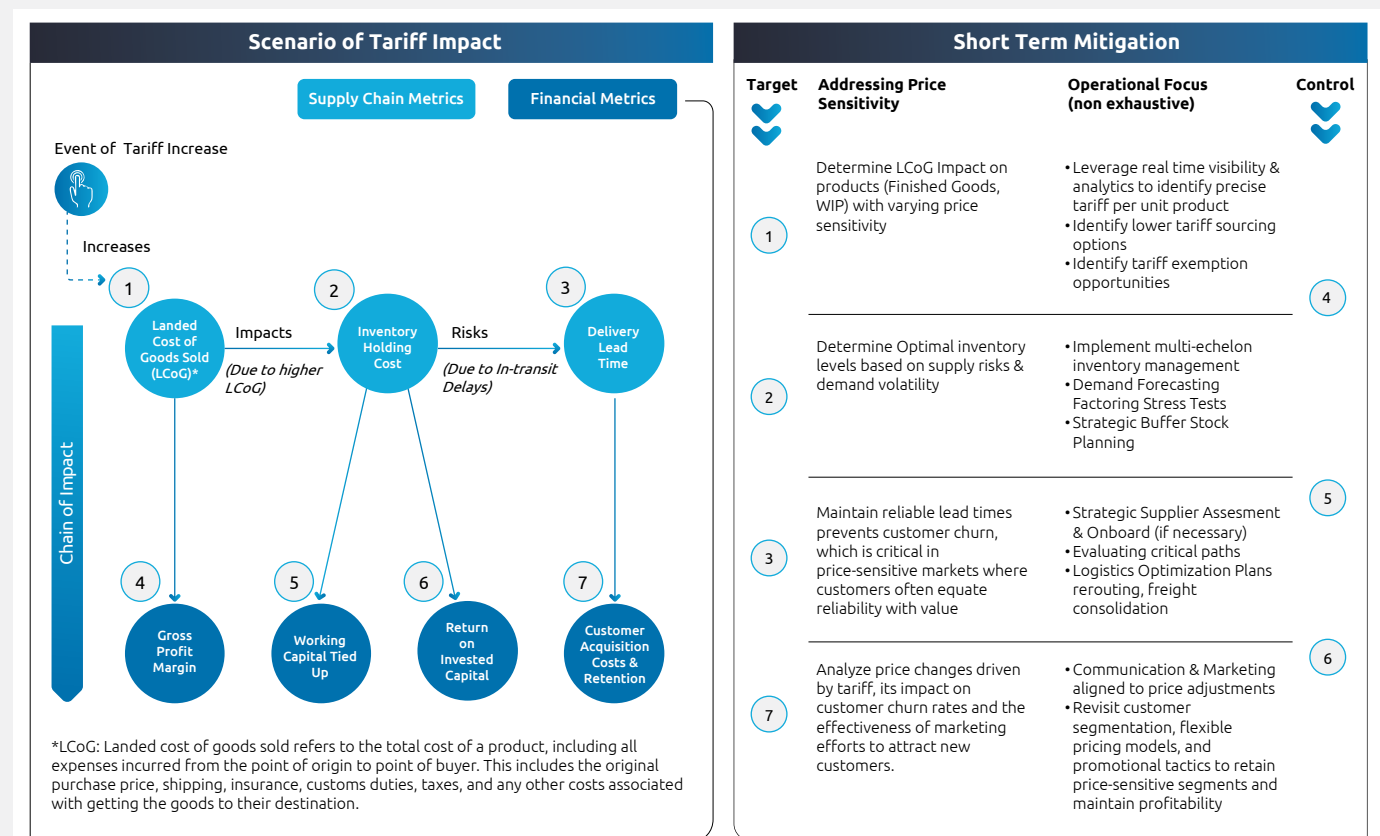 Scenario of Tariff Impact
Supply Chain Metrics
Financial Metrics
Event of Tariff Increase
Increases
1
2
3
Landed
Cost of
Goods Sold
(LCoG)*
Impacts
(Due to higher
LCoG)
Inventory
Holding
Cost
Risks
(Due to In-transit
Delays)
Delivery
Lead
Time
Chain of Impact
4
5
6
7
Gross
Profit
Margin
Working
Capital Tied
Up
Return
on
Invested
Capital
Customer
Acquisition
Costs &
Retention
*LCoG: Landed cost of goods sold refers to the total cost of a product, including all
expenses incurred from the point of origin to point of buyer. This includes the original
purchase price, shipping, insurance, customs duties, taxes, and any other costs associated
with getting the goods to their destination.
Short Term Mitigation
Target
Addressing Price
Sensitivity
Operational Focus
(non exhaustive)
Control
1
Determine LCoG Impact on
products (Finished Goods,
WIP) with varying price
sensitivity
• Leverage real time visibility &
analytics to identify precise
tariff per unit product
• Identify lower tariff sourcing
options
• Identify tariff exemption
opportunities
4
2
Determine Optimal inventory
levels based on supply risks &
demand volatility
• Implement multi-echelon
inventory management
• Demand Forecasting
Factoring Stress Tests
• Strategic Buffer Stock
Planning
5
3
Maintain reliable lead times
prevents customer churn,
which is critical in
price-sensitive markets where
customers often equate
reliability with value
• Strategic Supplier Assesment
& Onboard (if necessary)
• Evaluating critical paths
• Logistics Optimization Plans
rerouting, freight
consolidation
6
7
Analyze price changes driven
by tariff, its impact on
customer churn rates and the
effectiveness of marketing
efforts to attract new
customers.
• Communication & Marketing
aligned to price adjustments
• Revisit customer
segmentation, flexible
pricing models, and
promotional tactics to retain
price-sensitive segments and
maintain profitability